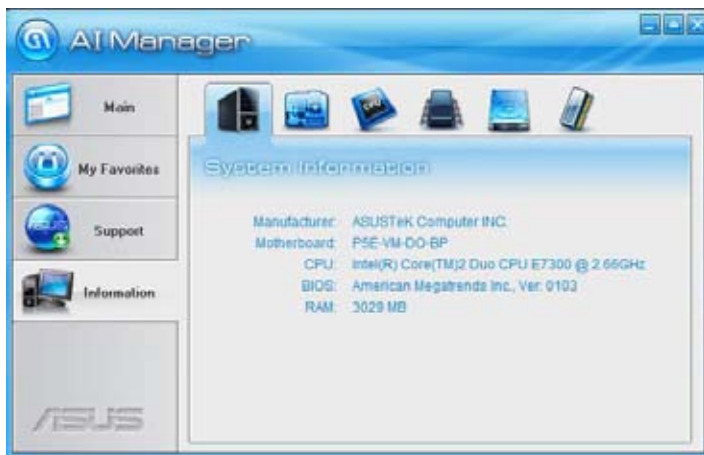 AI Manager
Main
My Favorites
Support
Information
ASUS
CPU
System Information
Manufacturer: ASUSTeK Computer INC.
Motherboard: P5E-VM-DO-BP
CPU: Intel(R) Core(TM)2 Duo CPU E7300 @ 2.66GHz
BIOS: American Megatrends Inc., Ver: 0103
RAM: 3029 MB